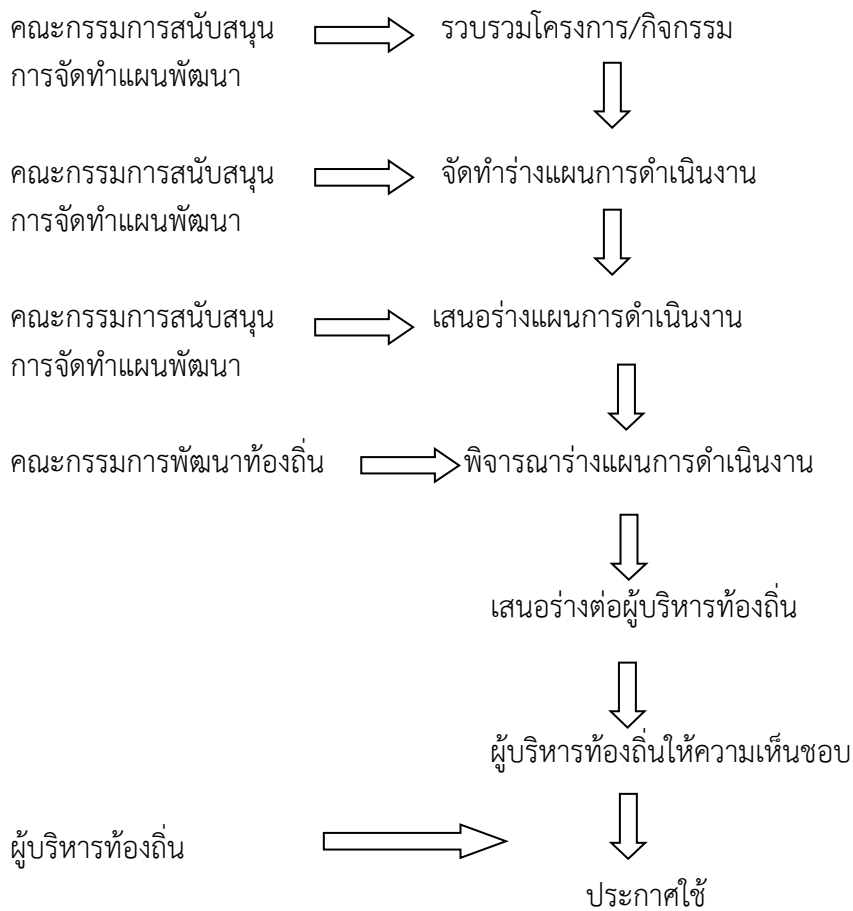 คณะกรรมการสนับสนุน รวบรวมโครงการ/กิจกรรม
การจัดทำแผนพัฒนา
คณะกรรมการสนับสนุน จัดทำร่างแผนการดำเนินงาน
การจัดทำแผนพัฒนา
คณะกรรมการสนับสนุน เสนอร่างแผนการดำเนินงาน
การจัดทำแผนพัฒนา
คณะกรรมการพัฒนาท้องถิ่น พิจารณาร่างแผนการดำเนินงาน
เสนอร่างต่อผู้บริหารท้องถิ่น
ผู้บริหารท้องถิ่นให้ความเห็นชอบ
ผู้บริหารท้องถิ่น
ประกาศใช้